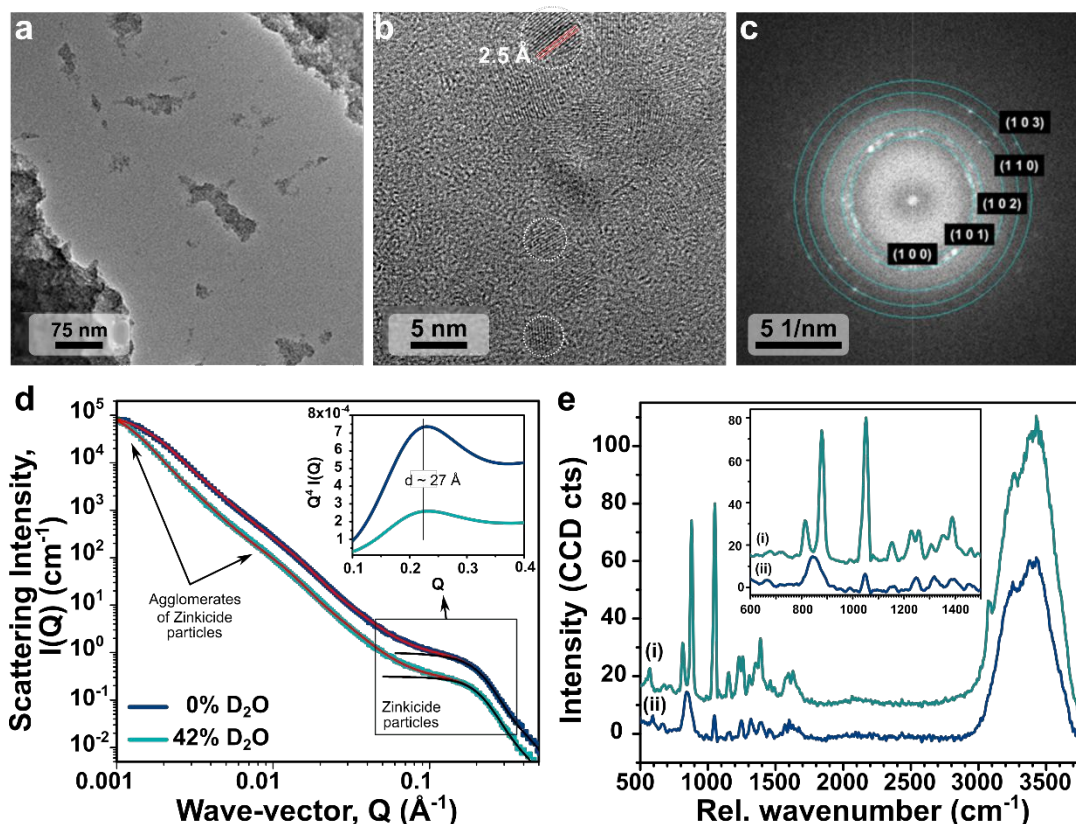 a
75 nm
b
2.5 Å
5 nm
c
(1 0 3)
(1 1 0)
(1 0 2)
(1 0 1)
(1 0 0)
5 1/nm
d
Scattering Intensity,
I(Q) (cm⁻¹)
10⁵
10⁴
10³
10²
10¹
10⁰
10⁻¹
10⁻²
0.001
0.01
0.1
Wave-vector, Q (Å⁻¹)
Agglomerates
of Zinkicide
particles
0% D₂O
42% D₂O
Zinkicide
particles
8x10⁻⁴
7
6
5
4
3
2
Q⁴ I(Q)
d ~ 27 Å
0.1
0.2
0.3
0.4
Q
e
Intensity (CCD cts)
100
80
60
40
20
0
(i)
(ii)
500
1000
1500
2000
3000
3500
Rel. wavenumber (cm⁻¹)
80
60
40
20
0
(i)
(ii)
600
800
1000
1200
1400